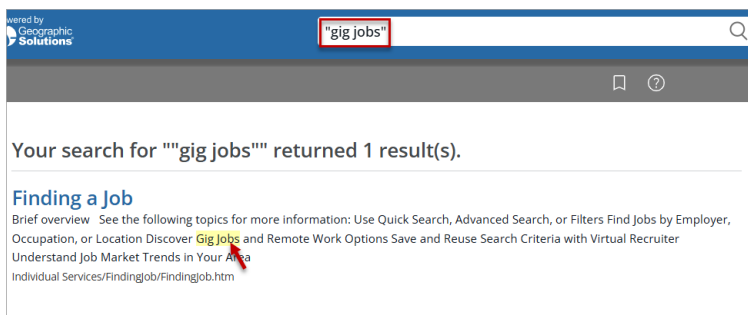 wered by
Geographic
Solutions
"gig jobs"
Your search for ""gig jobs"" returned 1 result(s).
Finding a Job
Brief overview See the following topics for more information: Use Quick Search, Advanced Search, or Filters Find Jobs by Employer,
Occupation, or Location Discover Gig Jobs and Remote Work Options Save and Reuse Search Criteria with Virtual Recruiter
Understand Job Market Trends in Your Area
Individual Services/FindingJob/FindingJob.htm